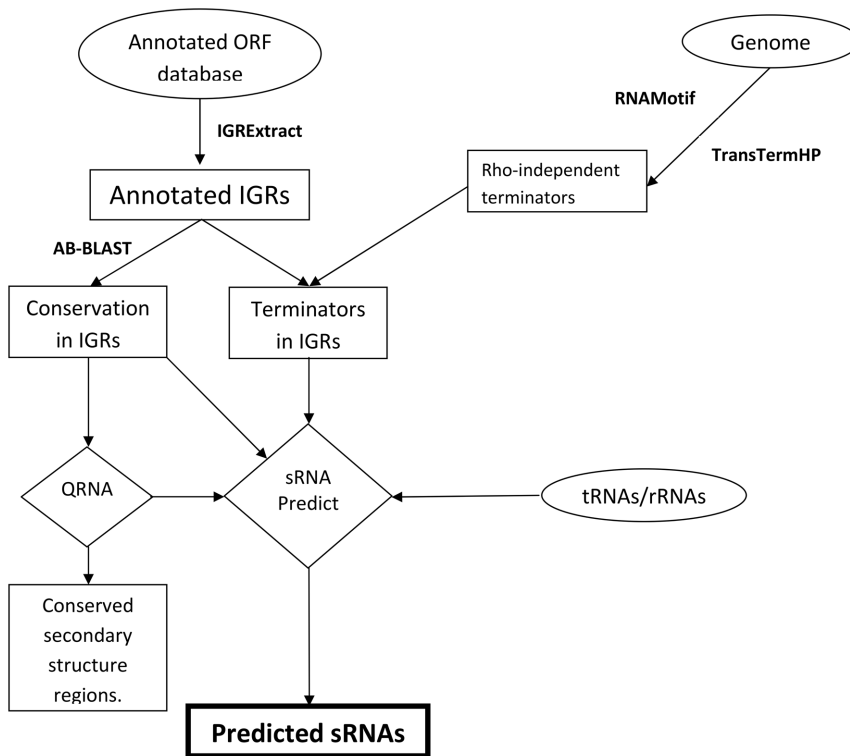 Annotated ORF
database
Genome
RNAMotif
IGRExtract
TransTermHP
Rho-independent
terminators
Annotated IGRs
AB-BLAST
Conservation
in IGRs
Terminators
in IGRs
QRNA
sRNA
Predict
tRNAs/rRNAs
Conserved
secondary
structure
regions.
Predicted sRNAs